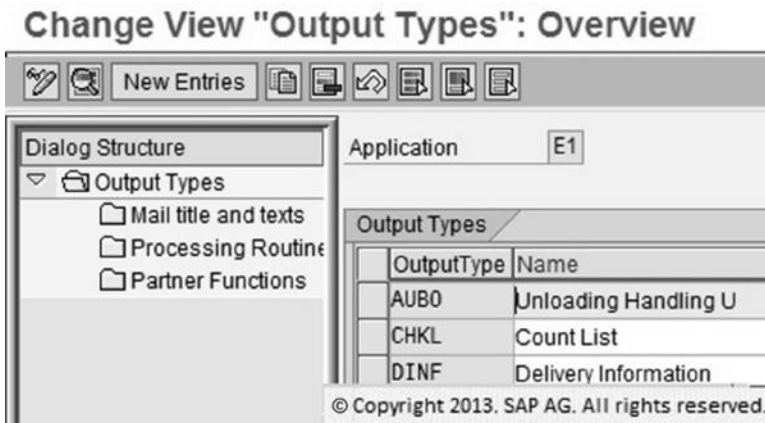 Change View "Output Types": Overview
New Entries
Dialog Structure
Output Types
Mail title and texts
Processing Routine
Partner Functions
Application E1
Output Types
OutputType Name
AUB0 Unloading Handling U
CHKL Count List
DINF Delivery Information
© Copyright 2013. SAP AG. All rights reserved.